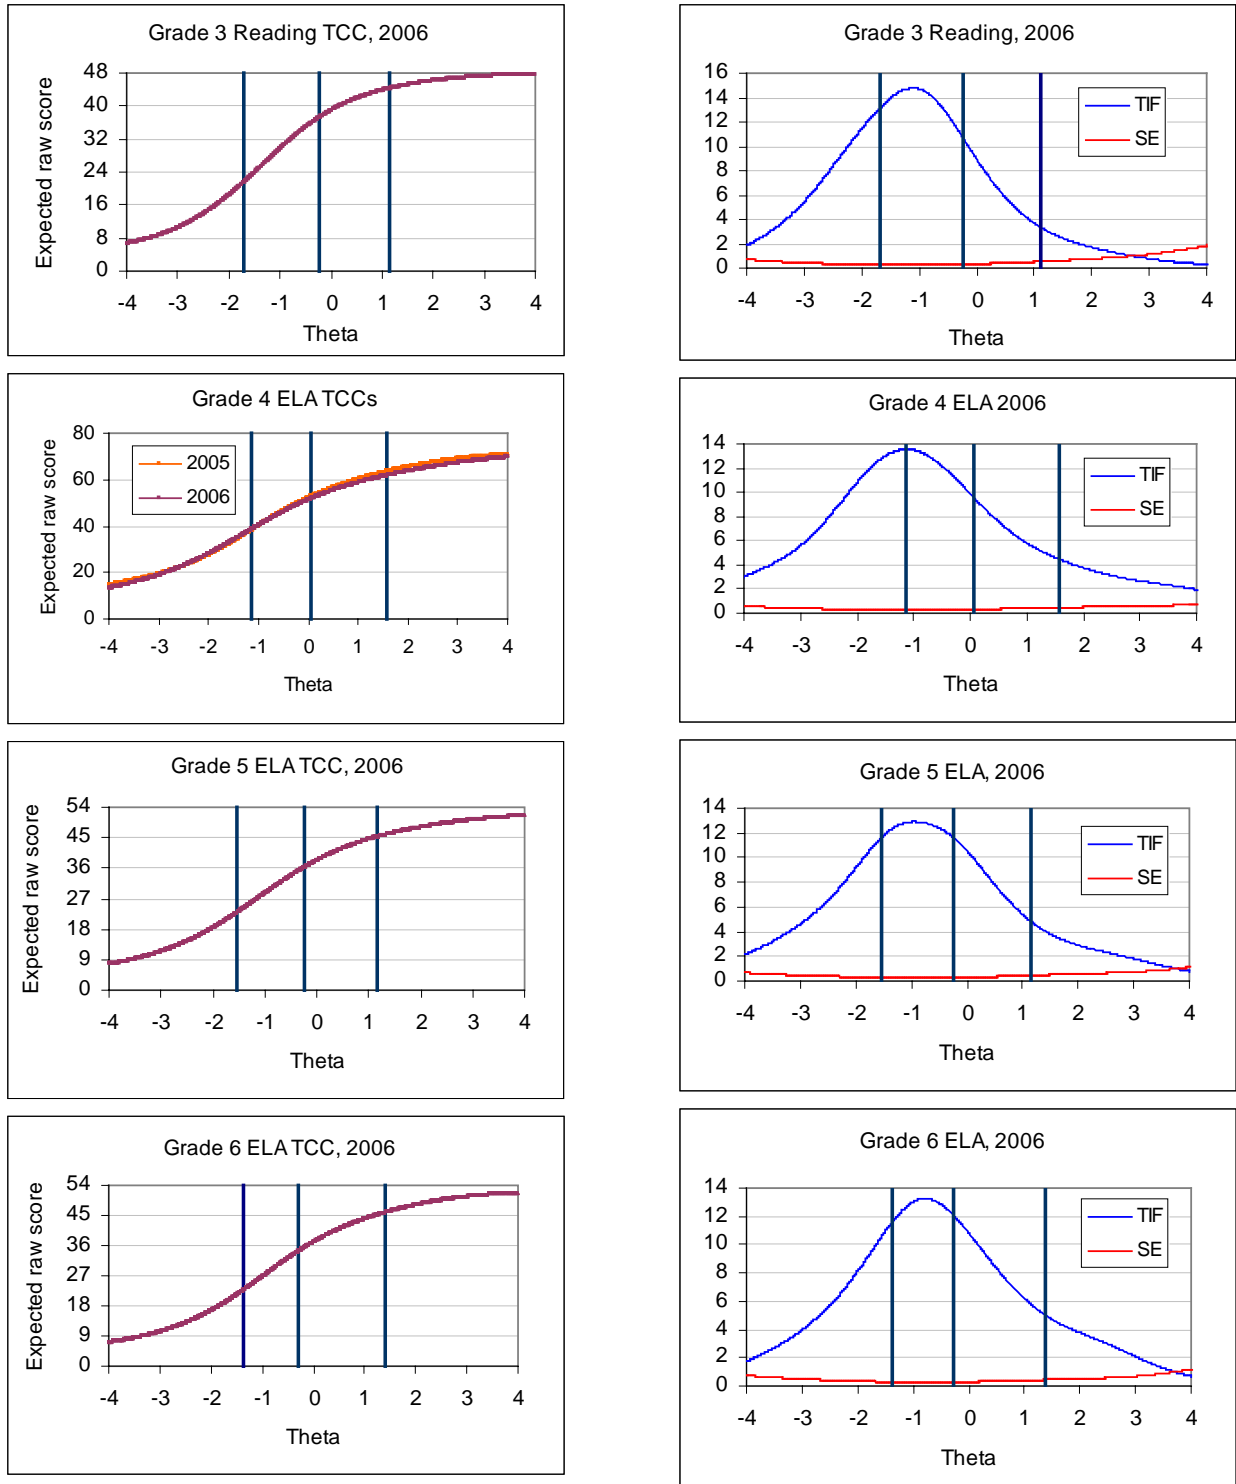 Grade 3 Reading TCC, 2006
Expected raw score
48
40
32
24
16
8
0
-4 -3 -2 -1 0 1 2 3 4
Theta
Grade 3 Reading, 2006
16
14
12
10
8
6
4
2
0
TIF
SE
-4 -3 -2 -1 0 1 2 3 4
Theta
Grade 4 ELA TCCs
Expected raw score
80
60
40
20
0
2005
2006
-4 -3 -2 -1 0 1 2 3 4
Theta
Grade 4 ELA 2006
14
12
10
8
6
4
2
0
TIF
SE
-4 -3 -2 -1 0 1 2 3 4
Theta
Grade 5 ELA TCC, 2006
Expected raw score
54
45
36
27
18
9
0
-4 -3 -2 -1 0 1 2 3 4
Theta
Grade 5 ELA, 2006
14
12
10
8
6
4
2
0
TIF
SE
-4 -3 -2 -1 0 1 2 3 4
Theta
Grade 6 ELA TCC, 2006
Expected raw score
54
45
36
27
18
9
0
-4 -3 -2 -1 0 1 2 3 4
Theta
Grade 6 ELA, 2006
14
12
10
8
6
4
2
0
TIF
SE
-4 -3 -2 -1 0 1 2 3 4
Theta